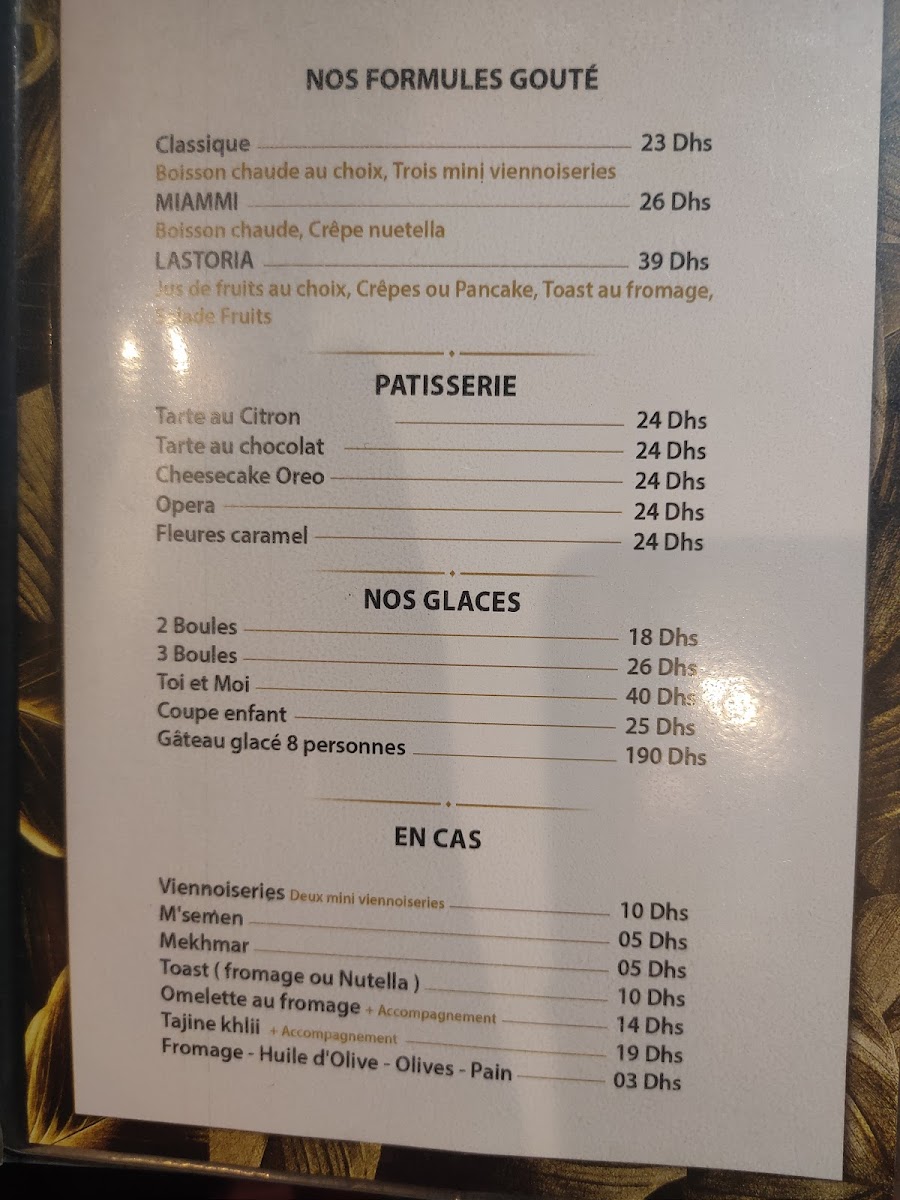 NOS FORMULES GOUTÉ
Classique 23 Dhs
Boisson chaude au choix, Trois mini viennoiseries
MIAMMI 26 Dhs
Boisson chaude, Crêpe nuetella
LASTORIA 39 Dhs
Jus de fruits au choix, Crêpes ou Pancake, Toast au fromage,
Salade Fruits
PATISSERIE
Tarte au Citron 24 Dhs
Tarte au chocolat 24 Dhs
Cheesecake Oreo 24 Dhs
Opera 24 Dhs
Fleures caramel 24 Dhs
NOS GLACES
2 Boules 18 Dhs
3 Boules 26 Dhs
Toi et Moi 40 Dhs
Coupe enfant 25 Dhs
Gâteau glacé 8 personnes 190 Dhs
EN CAS
Viennoiseries Deux mini viennoiseries 10 Dhs
M'semen 05 Dhs
Mekhmar 05 Dhs
Toast ( fromage ou Nutella ) 10 Dhs
Omelette au fromage + Accompagnement 14 Dhs
Tajine khlii + Accompagnement 19 Dhs
Fromage - Huile d'Olive - Olives - Pain 03 Dhs